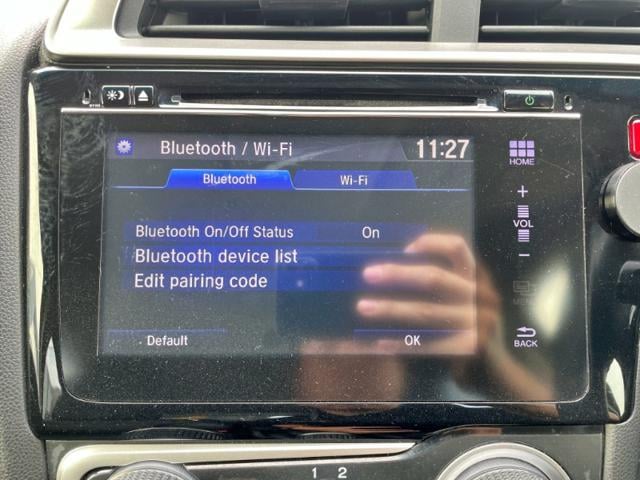 Bluetooth / Wi-Fi 11:27
HOME
Bluetooth Wi-Fi
VOL
Bluetooth On/Off Status On
Bluetooth device list
Edit pairing code
MENU
Default OK
BACK
1 2